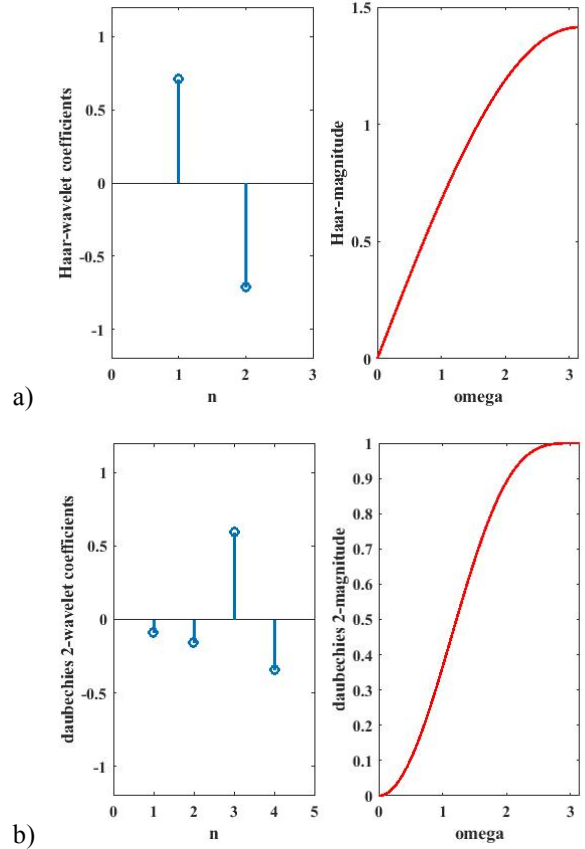 Haar-wavelet coefficients
1
0.5
0
-0.5
-1
0 1 2 3
n
Haar-magnitude
1.5
1
0.5
0
0 1 2 3
omega
a)
daubechies 2-wavelet coefficients
1
0.5
0
-0.5
-1
0 1 2 3 4 5
n
daubechies 2-magnitude
1
0.9
0.8
0.7
0.6
0.5
0.4
0.3
0.2
0.1
0
0 1 2 3
omega
b)